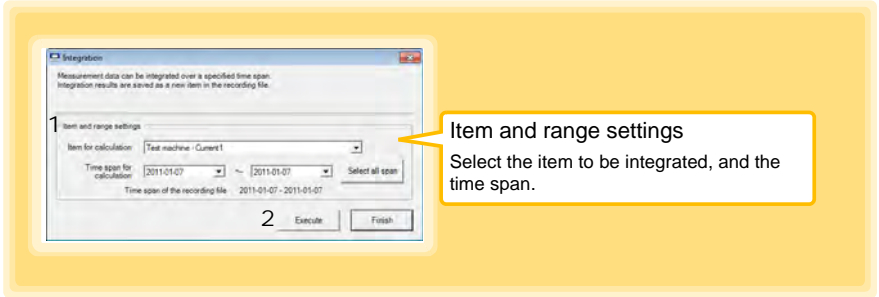 Integration
Measurement data can be integrated over a specified time span.
Integration results are saved as a new item in the recording file.
1
Item and range settings
Item for calculation
Test machine - Current1
Time span for
calculation
2011-01-07 ~ 2011-01-07
Select all span
Time span of the recording file 2011-01-07 - 2011-01-07
2
Execute
Finish
Item and range settings
Select the item to be integrated, and the
time span.